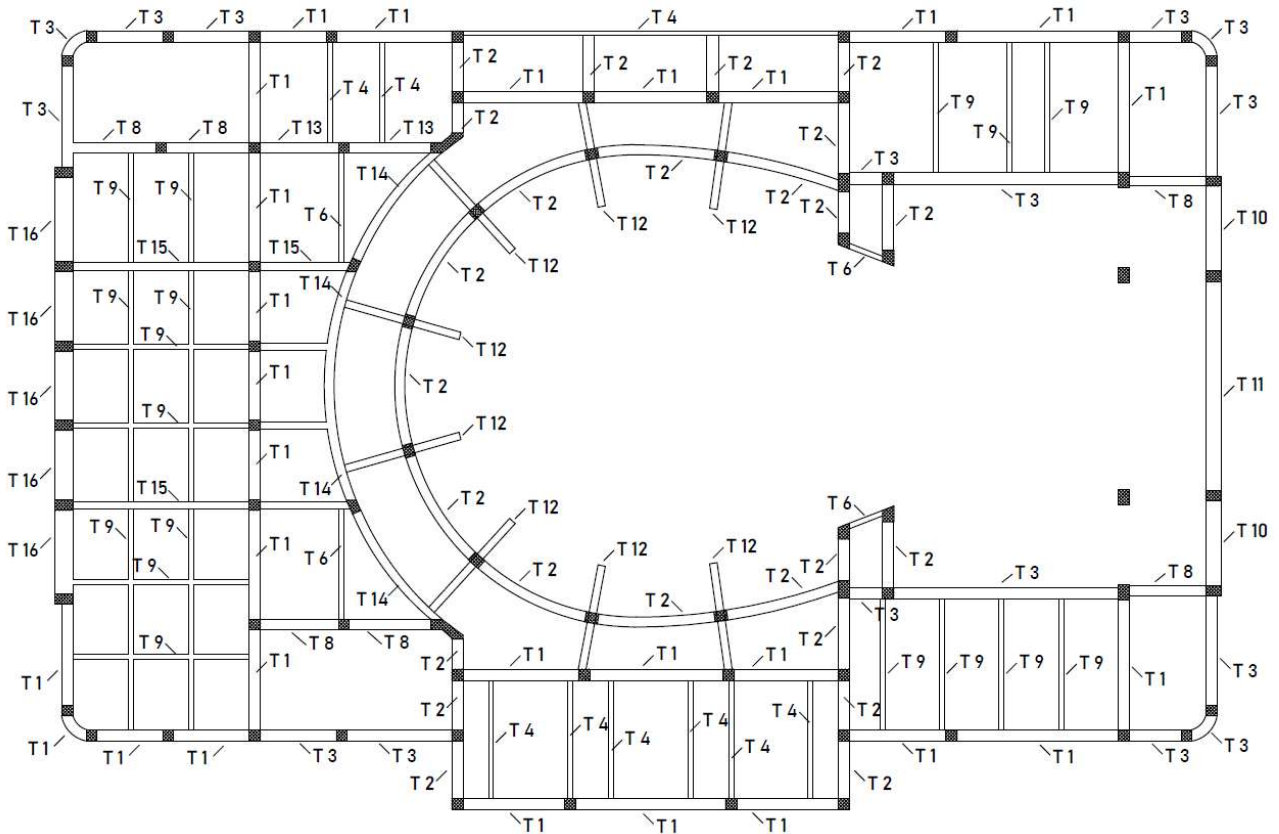 T3 T3 T3 T1 T1 T4 T1 T1 T3 T3
T2 T1 T2 T1 T2 T1 T2
T3 T1 T4 T4 T9 T9 T9 T1 T3
T8 T8 T13 T13 T2 T2
T14 T2 T2 T2 T3 T3 T8
T9 T9 T1 T6 T2 T12 T12 T2 T2
T16 T15 T15 T2 T12 T6 T10
T9 T9 T1 T14
T16 T9 T12
T16 T1 T2 T11
T9 T12
T16 T15 T1 T14 T2 T12 T6
T16 T9 T9 T1 T6 T12 T12 T2 T2 T10
T9 T14 T2 T2 T2 T3 T3 T8
T9 T8 T8 T2 T2
T1 T1 T2 T1 T1 T1 T2 T9 T9 T9 T9 T1 T3
T1 T1 T1 T3 T3 T4 T4 T4 T4 T4 T4 T1 T1 T3 T3
T2 T2
T1 T1 T1